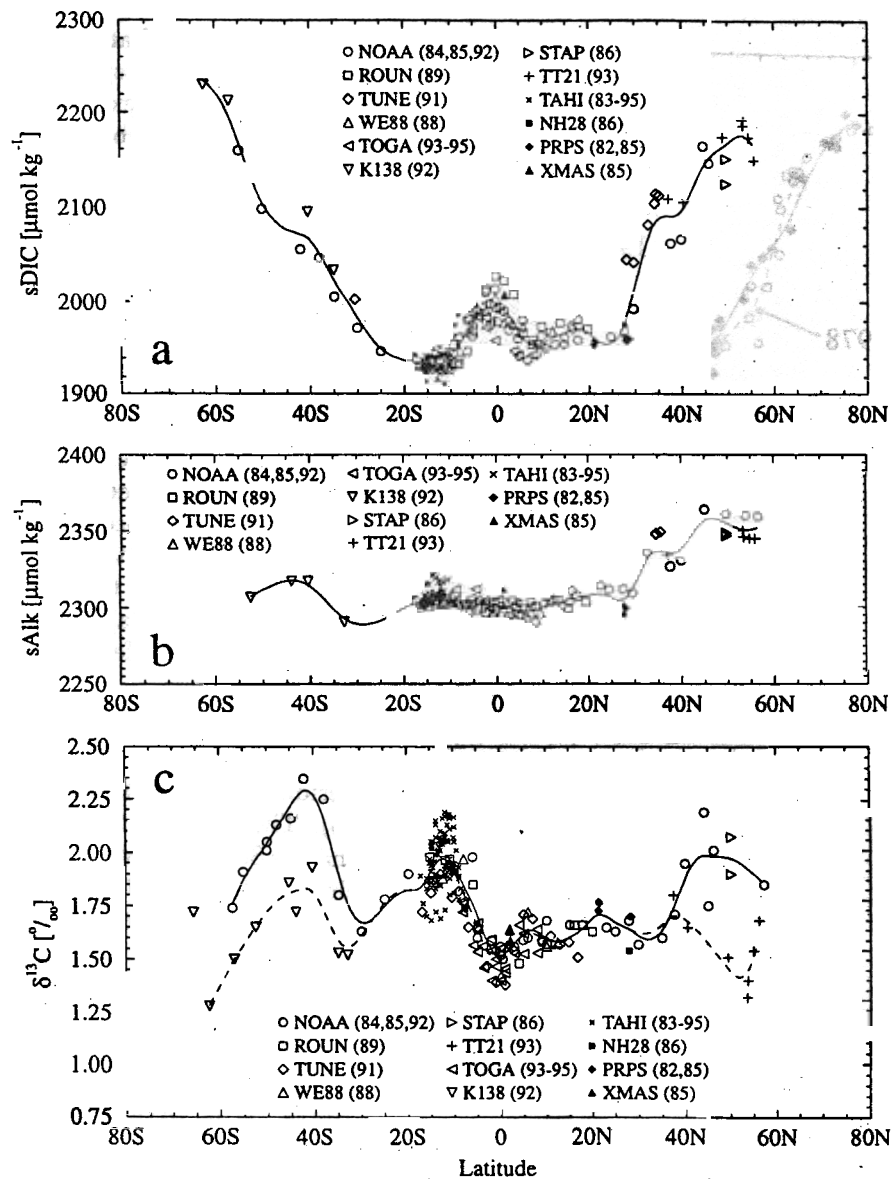 2300
2200
2100
2000
1900
sDIC [μmol kg⁻¹]
○ NOAA (84,85,92)
□ ROUN (89)
◇ TUNE (91)
△ WE88 (88)
◁ TOGA (93-95)
▽ K138 (92)
▷ STAP (86)
+ TT21 (93)
× TAHI (83-95)
■ NH28 (86)
◆ PRPS (82,85)
▲ XMAS (85)
a
80S 60S 40S 20S 0 20N 40N 60N 80N
2400
2350
2300
2250
sAlk [μmol kg⁻¹]
○ NOAA (84,85,92)
□ ROUN (89)
◇ TUNE (91)
△ WE88 (88)
◁ TOGA (93-95)
▽ K138 (92)
▷ STAP (86)
+ TT21 (93)
× TAHI (83-95)
◆ PRPS (82,85)
▲ XMAS (85)
b
80S 60S 40S 20S 0 20N 40N 60N 80N
2.50
2.25
2.00
1.75
1.50
1.25
1.00
0.75
δ¹³C [⁰/₀₀]
c
○ NOAA (84,85,92)
□ ROUN (89)
◇ TUNE (91)
△ WE88 (88)
▷ STAP (86)
+ TT21 (93)
◁ TOGA (93-95)
▽ K138 (92)
× TAHI (83-95)
■ NH28 (86)
◆ PRPS (82,85)
▲ XMAS (85)
80S 60S 40S 20S 0 20N 40N 60N 80N
Latitude